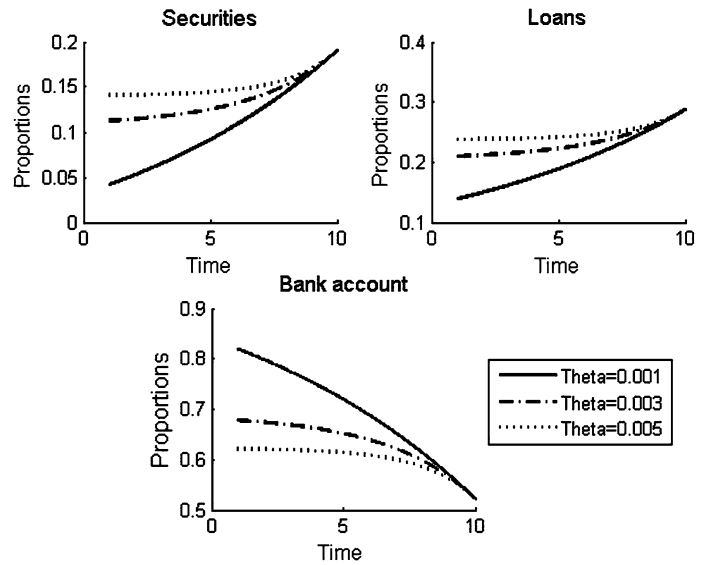 Securities
0.2
0.15
0.1
0.05
0
0
5
10
Proportions
Time
Loans
0.4
0.3
0.2
0.1
0
5
10
Proportions
Time
Bank account
0.9
0.8
0.7
0.6
0.5
0
5
10
Proportions
Time
Theta=0.001
Theta=0.003
Theta=0.005